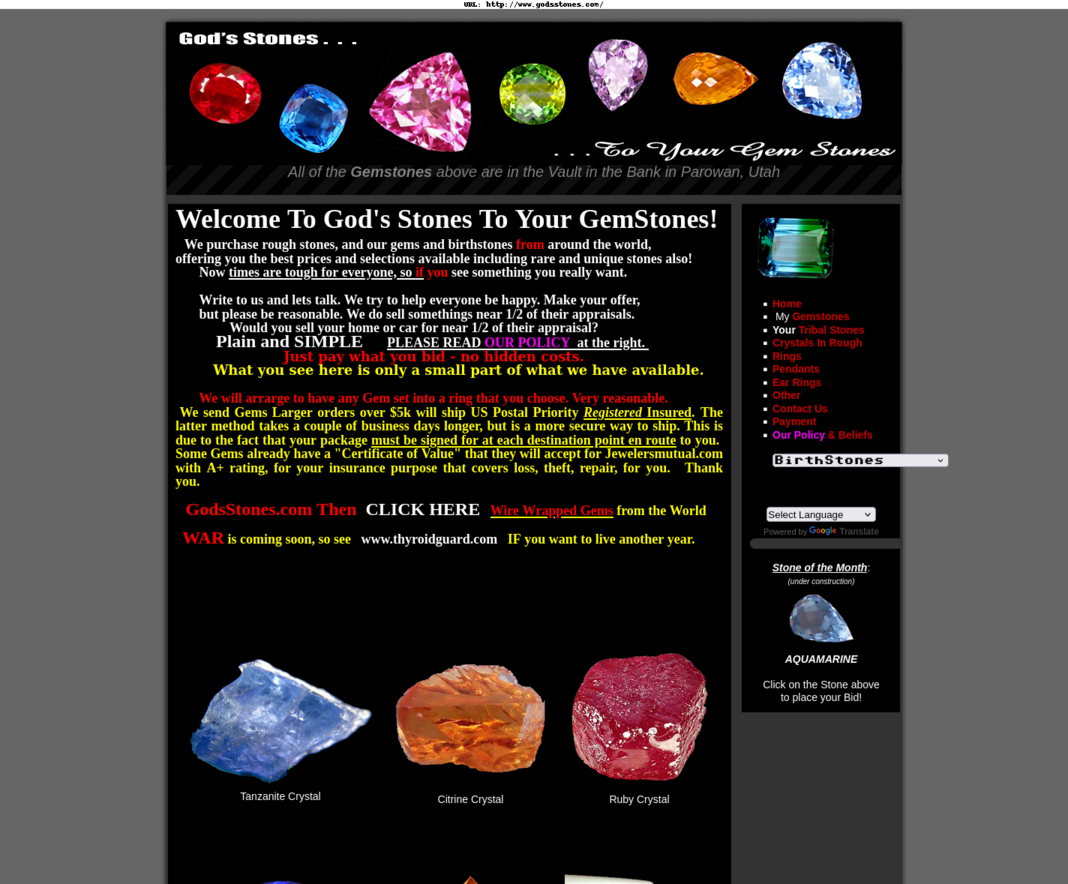 URL: http://www.godsstones.com/
God's Stones . . .
. . .To Your Gem Stones
All of the Gemstones above are in the Vault in the Bank in Parowan, Utah
Welcome To God's Stones To Your GemStones!
We purchase rough stones, and our gems and birthstones from around the world,
offering you the best prices and selections available including rare and unique stones also!
Now times are tough for everyone, so if you see something you really want.
Write to us and lets talk. We try to help everyone be happy. Make your offer,
but please be reasonable. We do sell somethings near 1/2 of their appraisals.
Would you sell your home or car for near 1/2 of their appraisal?
Plain and SIMPLE PLEASE READ OUR POLICY at the right.
Just pay what you bid - no hidden costs.
What you see here is only a small part of what we have available.
We will arrarge to have any Gem set into a ring that you choose. Very reasonable.
We send Gems Larger orders over $5k will ship US Postal Priority Registered Insured. The
latter method takes a couple of business days longer, but is a more secure way to ship. This is
due to the fact that your package must be signed for at each destination point en route to you.
Some Gems already have a "Certificate of Value" that they will accept for Jewelersmutual.com
with A+ rating, for your insurance purpose that covers loss, theft, repair, for you. Thank
you.
GodsStones.com Then CLICK HERE Wire Wrapped Gems from the World
WAR is coming soon, so see www.thyroidguard.com IF you want to live another year.
Tanzanite Crystal
Citrine Crystal
Ruby Crystal
Home
My Gemstones
Your Tribal Stones
Crystals In Rough
Rings
Pendants
Ear Rings
Other
Contact Us
Payment
Our Policy & Beliefs
BirthStones
Select Language
Powered by Google Translate
Stone of the Month:
(under construction)
AQUAMARINE
Click on the Stone above
to place your Bid!